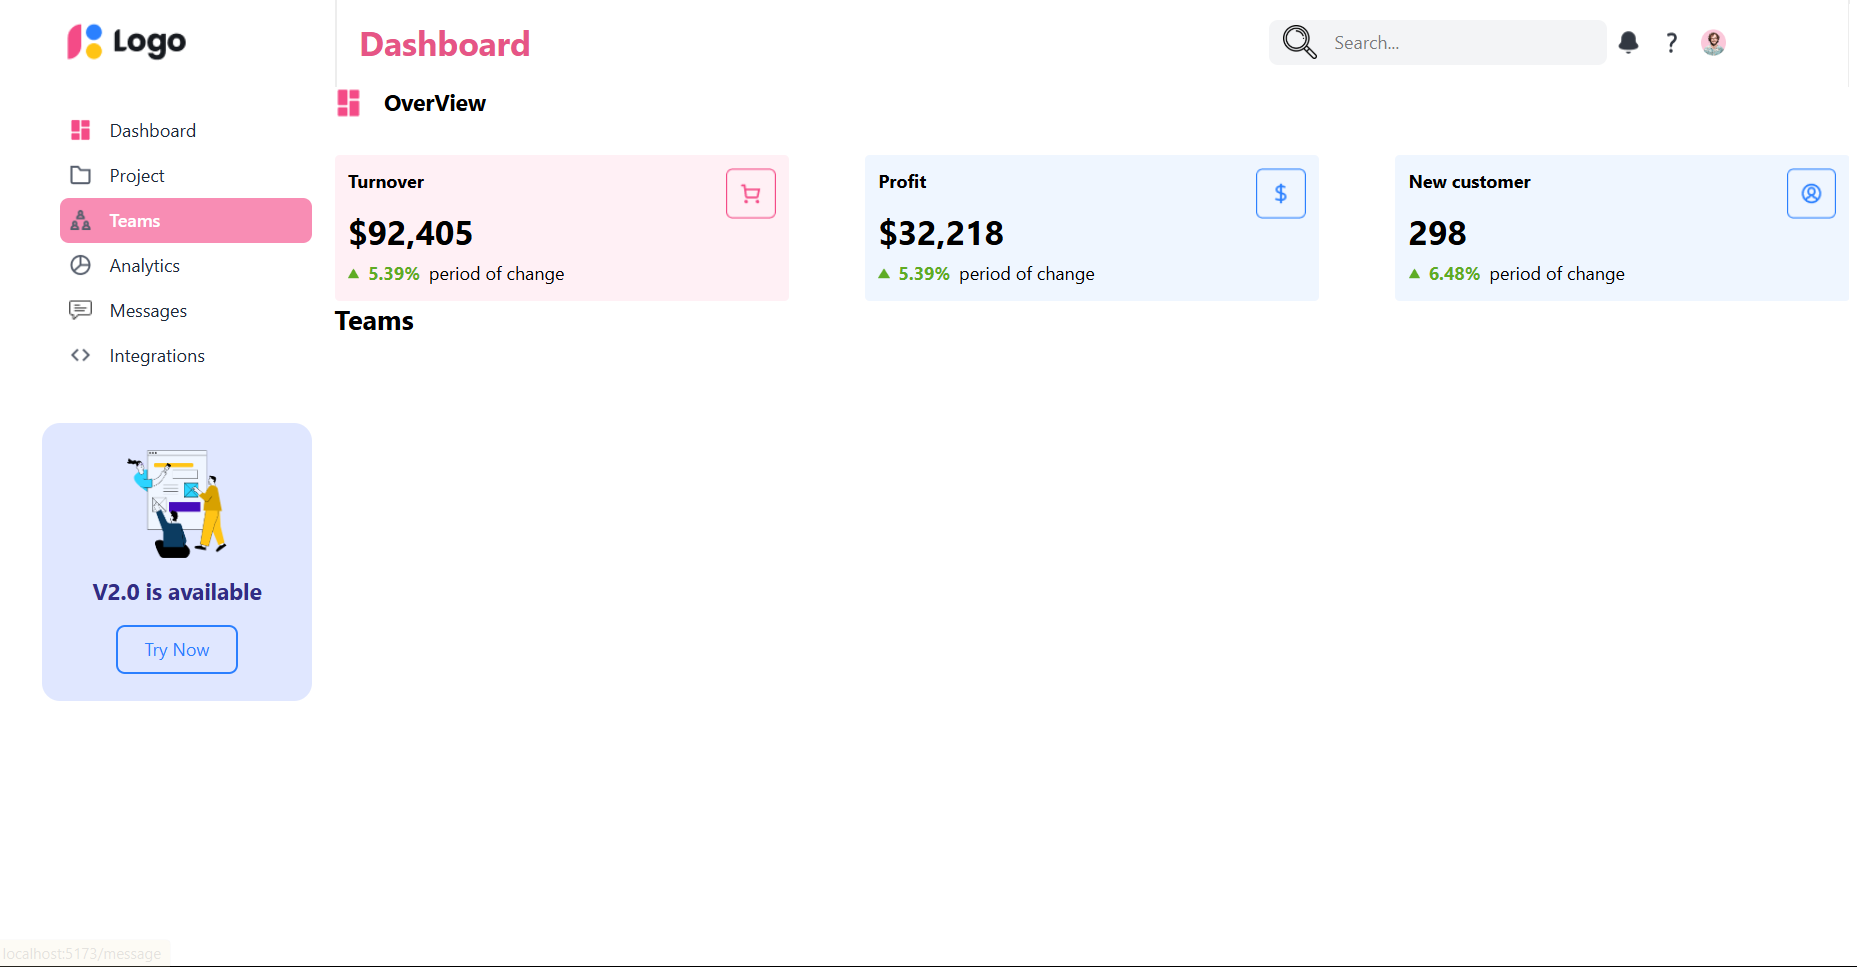 Logo
Dashboard
Search...
?
OverView
Dashboard
Project
Teams
Analytics
Messages
Integrations
Turnover
$92,405
5.39% period of change
Profit
$
$32,218
5.39% period of change
New customer
298
6.48% period of change
Teams
V2.0 is available
Try Now
localhost:5173/message